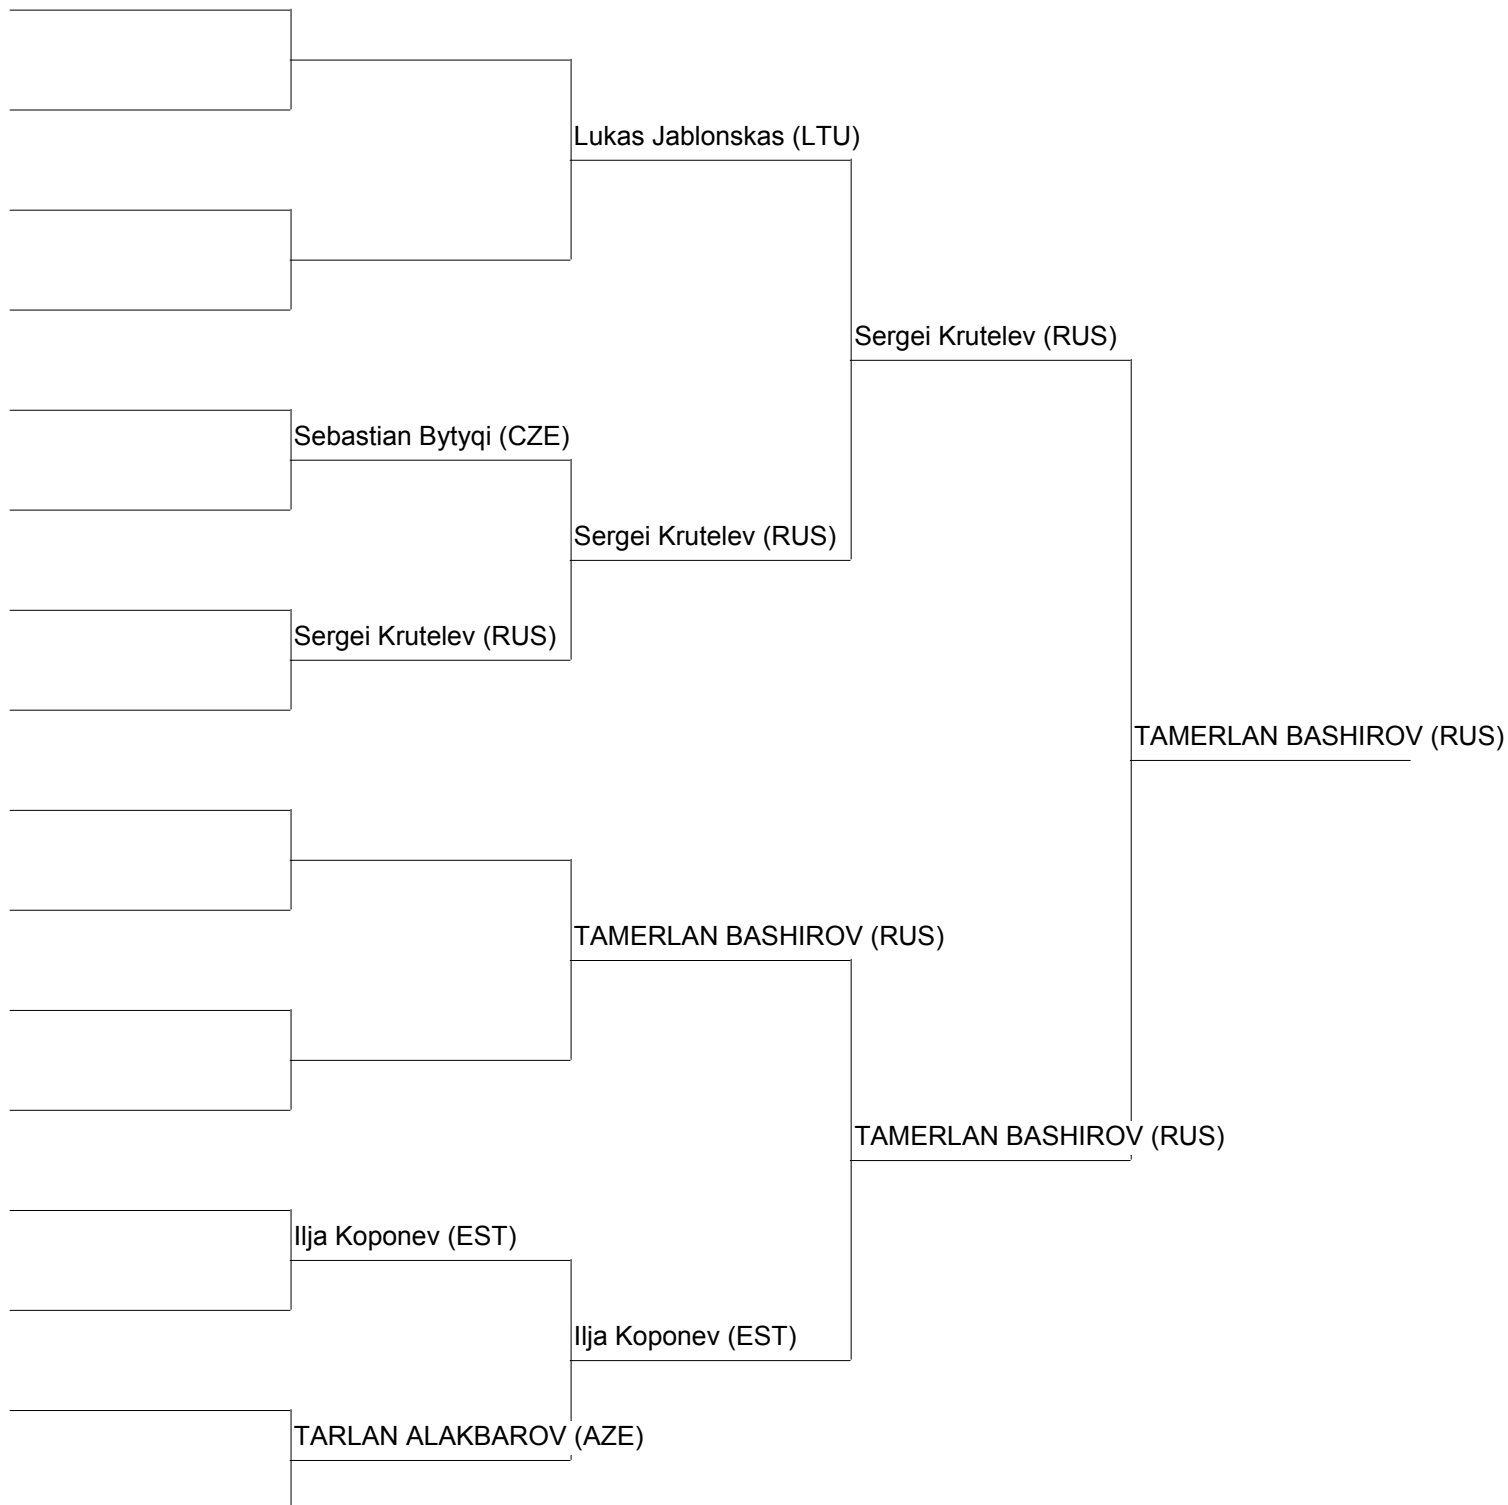 Lukas Jablonskas (LTU)
Sergei Krutelev (RUS)
Sebastian Bytyqi (CZE)
Sergei Krutelev (RUS)
Sergei Krutelev (RUS)
TAMERLAN BASHIROV (RUS)
TAMERLAN BASHIROV (RUS)
TAMERLAN BASHIROV (RUS)
Ilja Koponev (EST)
Ilja Koponev (EST)
TARLAN ALAKBAROV (AZE)